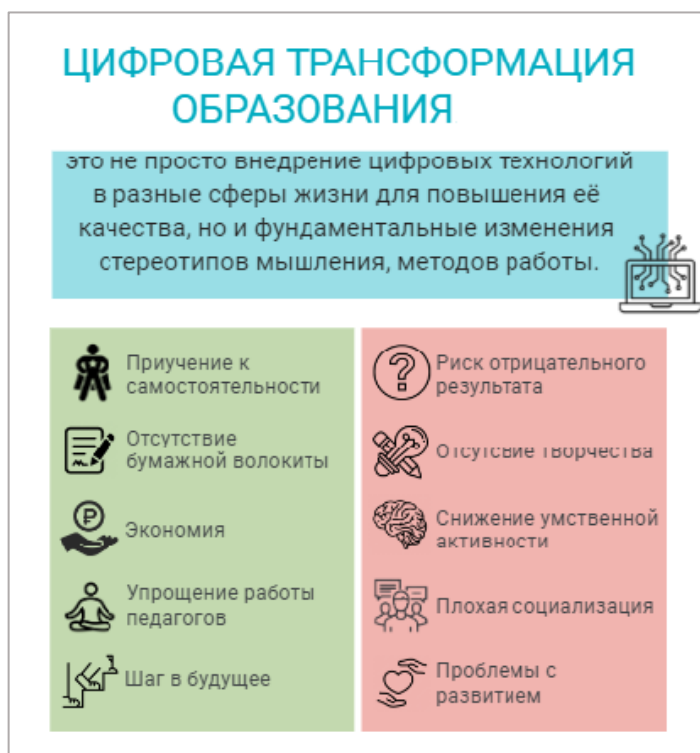 ЦИФРОВАЯ ТРАНСФОРМАЦИЯ
ОБРАЗОВАНИЯ
это не просто внедрение цифровых технологий
в разные сферы жизни для повышения её
качества, но и фундаментальные изменения
стереотипов мышления, методов работы.
Приучение к
самостоятельности
Отсутствие
бумажной волокиты
Экономия
Упрощение работы
педагогов
Шаг в будущее
Риск отрицательного
результата
Отсутсвие творчества
Снижение умственной
активности
Плохая социализация
Проблемы с
развитием